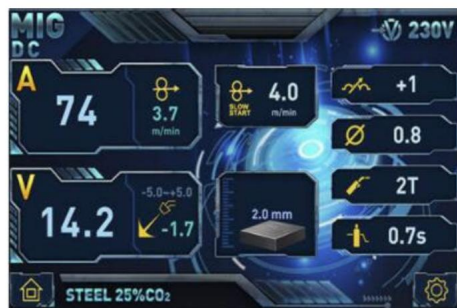 MIG
DC
230V
A
74
3.7
m/min
SLOW
START
4.0
m/min
+1
0.8
2T
0.7s
V
14.2
-5.0~+5.0
-1.7
2.0 mm
STEEL 25%CO₂